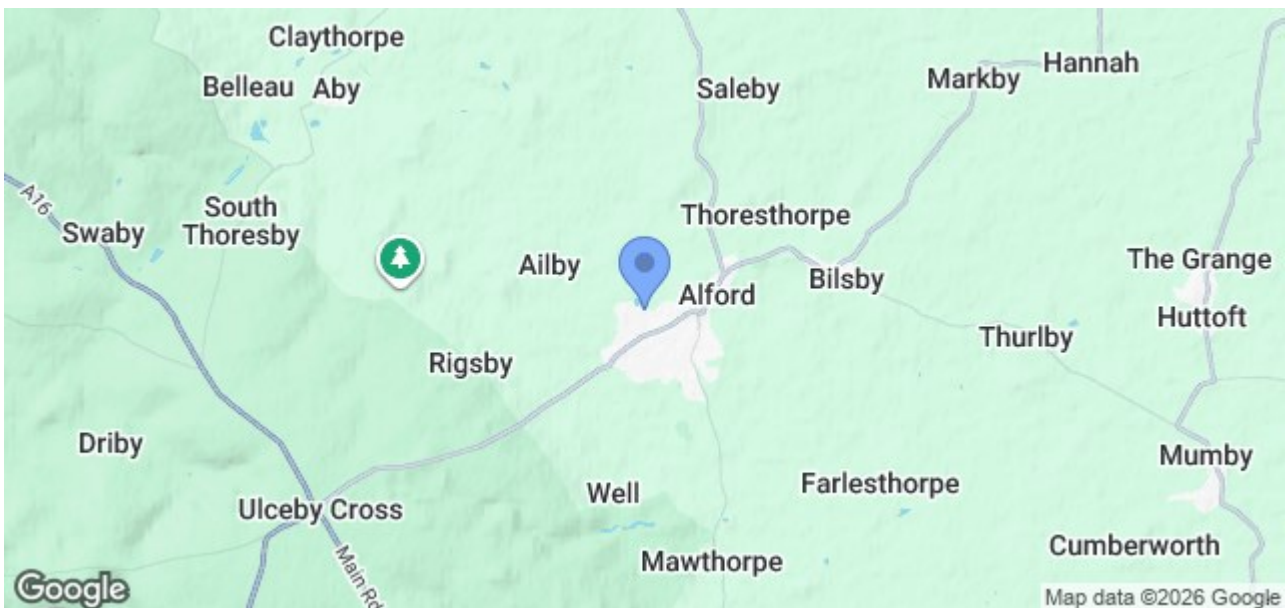 Claythorpe
Belleau
Aby
Saleby
Markby
Hannah
A16
Swaby
South
Thoresby
Thoresthorpe
Ailby
Alford
Bilsby
The Grange
Huttoft
Thurlby
Rigsby
Driby
Ulceby Cross
Well
Farlesthorpe
Mumby
Main Rd
Mawthorpe
Cumberworth
Google
Map data ©2026 Google